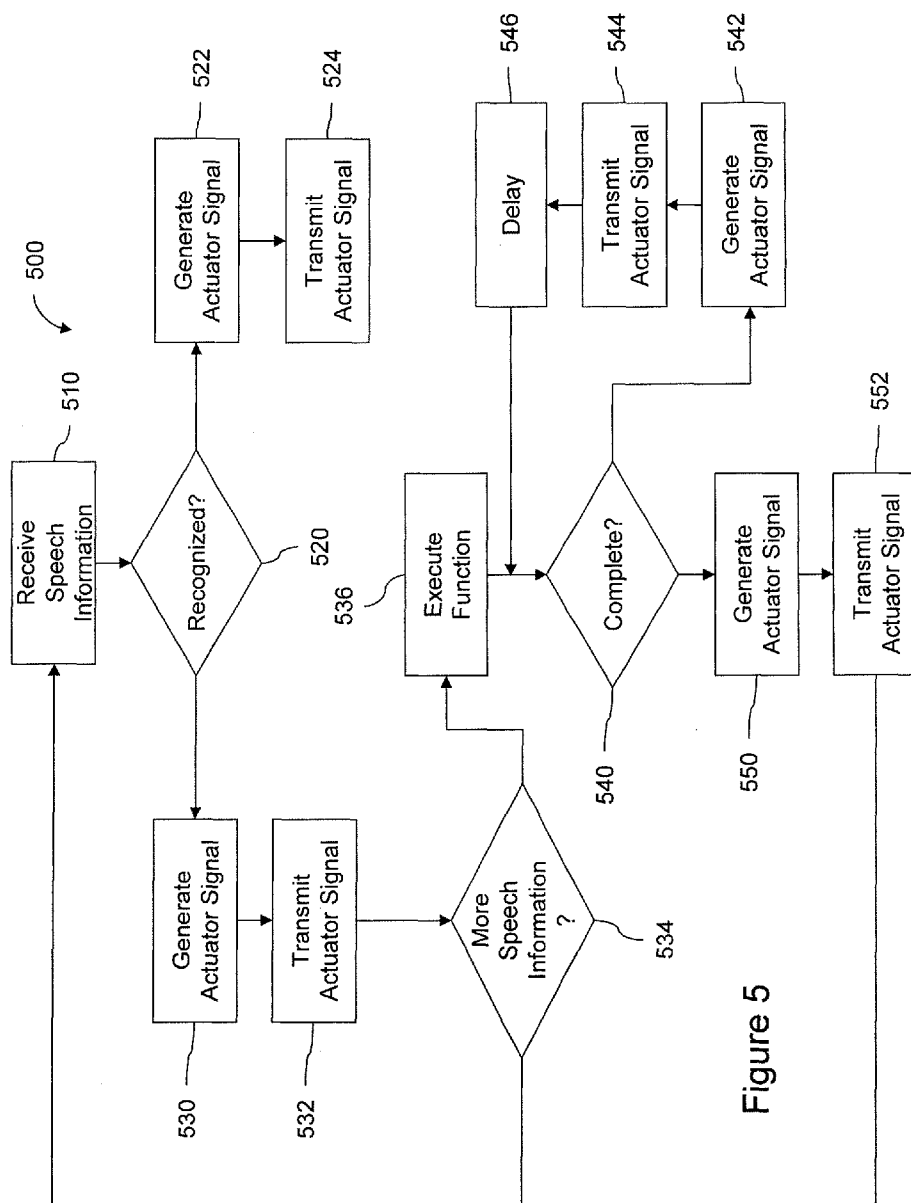 500
Receive
Speech
Information
510
Recognized?
520
Generate
Actuator Signal
522
Transmit
Actuator Signal
524
Generate
Actuator Signal
530
Transmit
Actuator Signal
532
More
Speech
Information
?
534
Execute
Function
536
Complete?
540
Generate
Actuator Signal
542
Transmit
Actuator Signal
544
Delay
546
Generate
Actuator Signal
550
Transmit
Actuator Signal
552
Figure 5